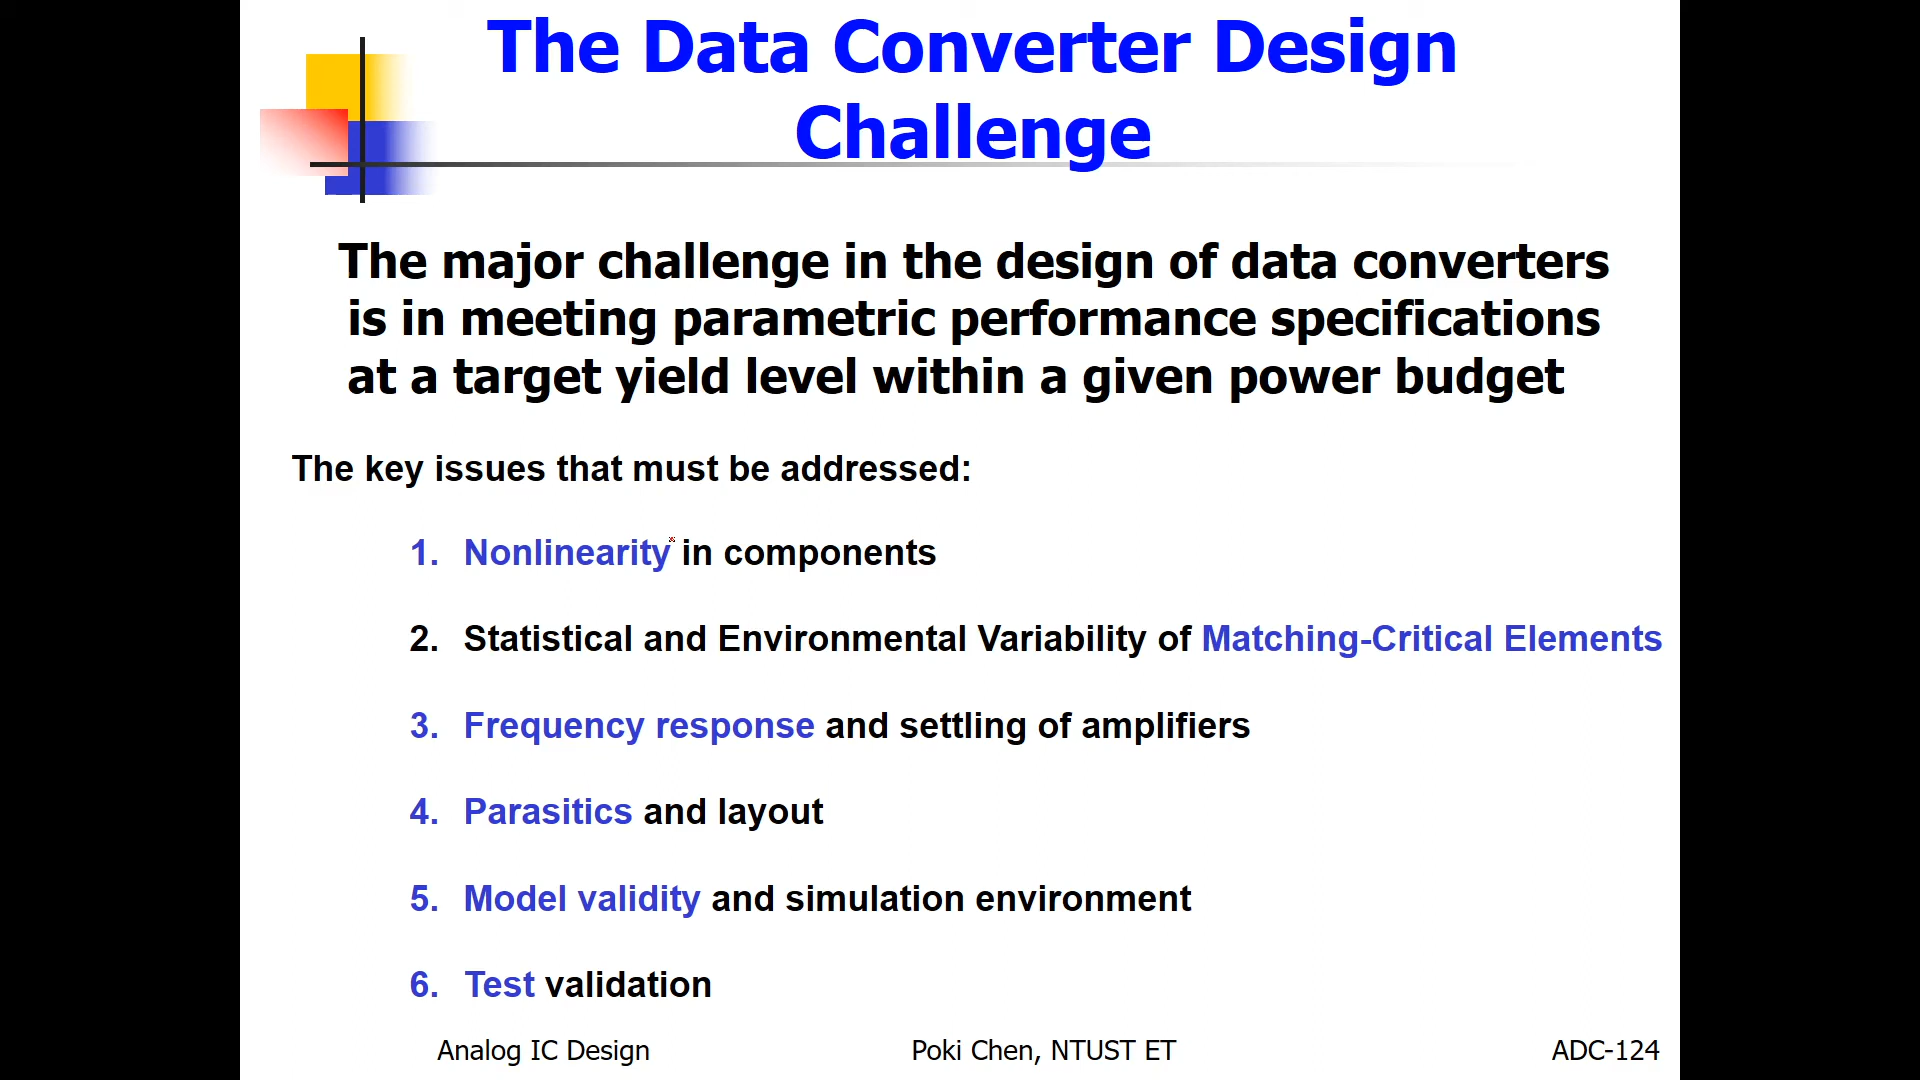 The Data Converter Design
Challenge
The major challenge in the design of data converters
is in meeting parametric performance specifications
at a target yield level within a given power budget
The key issues that must be addressed:
1. Nonlinearity in components
2. Statistical and Environmental Variability of Matching-Critical Elements
3. Frequency response and settling of amplifiers
4. Parasitics and layout
5. Model validity and simulation environment
6. Test validation
Analog IC Design
Poki Chen, NTUST ET
ADC-124